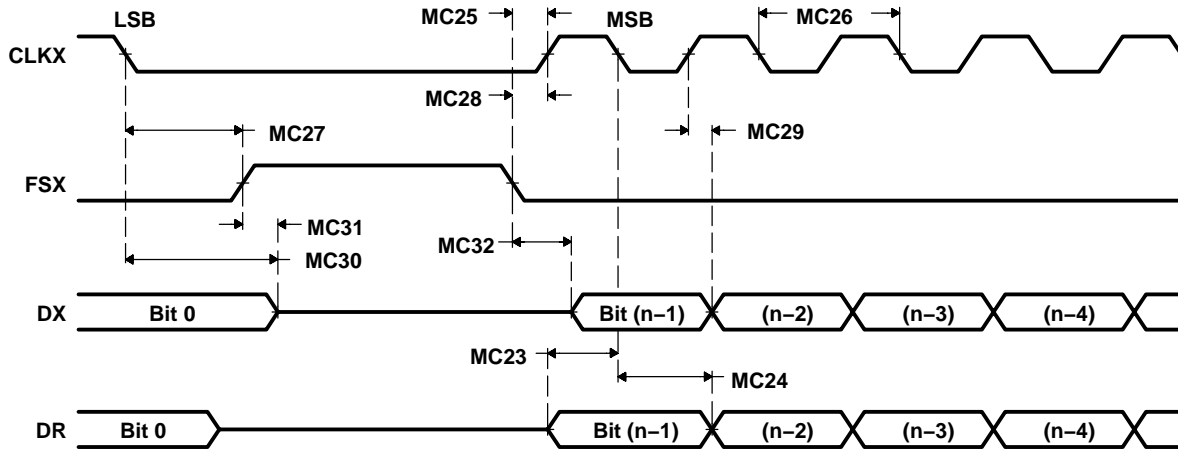 LSB MC25 MSB MC26
CLKX
MC28
MC27 MC29
FSX
MC31
MC32
MC30
DX Bit 0 Bit (n−1) (n−2) (n−3) (n−4)
MC23
MC24
DR Bit 0 Bit (n−1) (n−2) (n−3) (n−4)